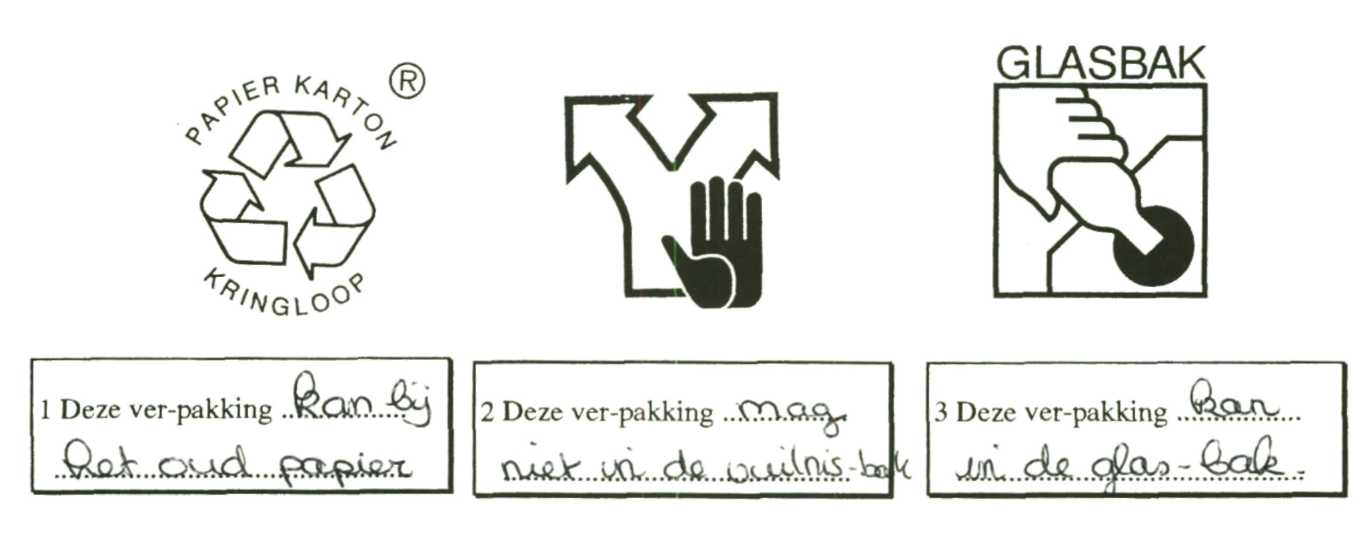 PAPIER KARTON ®
KRINGLOOP
GLASBAK
1 Deze ver-pakking kan bij
het oud papier
2 Deze ver-pakking mag
niet in de vuilnis-bak
3 Deze ver-pakking kan
in de glas-bak.